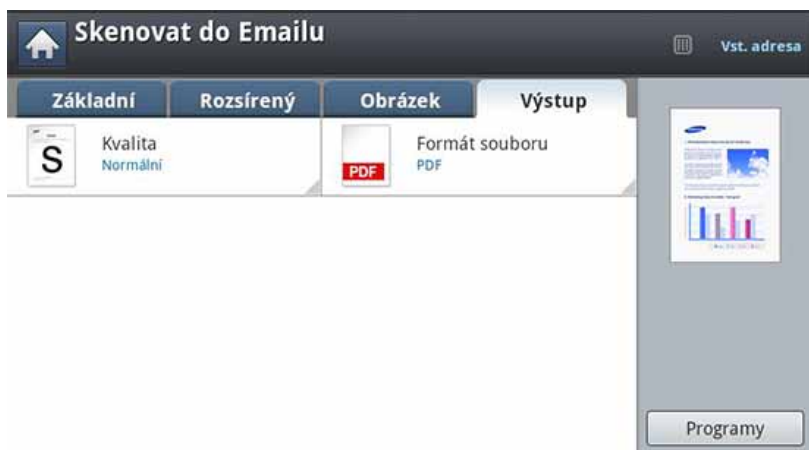 Skenovat do Emailu
Vst. adresa
Základní
Rozsírený
Obrázek
Výstup
S
Kvalita
Normální
PDF
Formát souboru
PDF
Programy